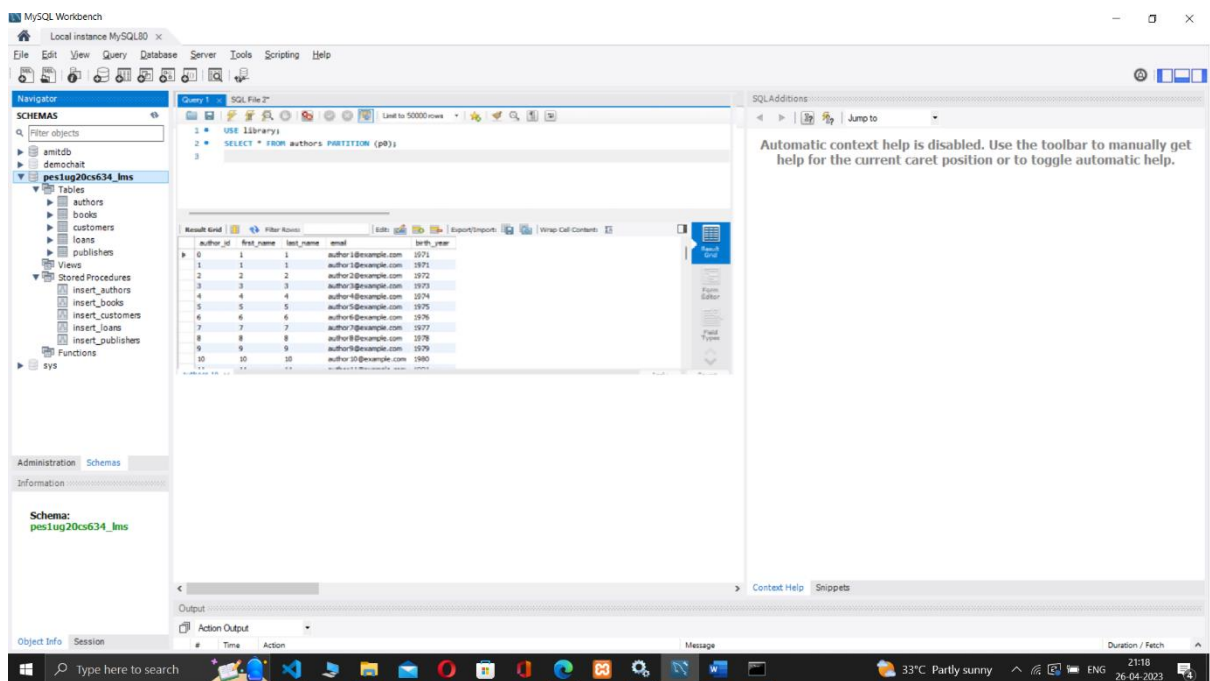 MySQL Workbench
Local instance MySQL80
File Edit View Query Database Server Tools Scripting Help
Navigator
SCHEMAS
Filter objects
amitdb
demochait
pes1ug20cs634_lms
Tables
authors
books
customers
loans
publishers
Views
Stored Procedures
insert_authors
insert_books
insert_customers
insert_loans
insert_publishers
Functions
sys
Administration Schemas
Information
Schema:
pes1ug20cs634_lms
Object Info Session
Query 1 SQL File 2*
Limit to 50000 rows
1 USE library;
2 SELECT * FROM authors PARTITION (p0);
3
Result Grid Filter Rows: Edit: Export/Import: Wrap Cell Content:
author_id first_name last_name email birth_year
0 1 1 author1@example.com 1971
1 1 1 author1@example.com 1971
2 2 2 author2@example.com 1972
3 3 3 author3@example.com 1973
4 4 4 author4@example.com 1974
5 5 5 author5@example.com 1975
6 6 6 author6@example.com 1976
7 7 7 author7@example.com 1977
8 8 8 author8@example.com 1978
9 9 9 author9@example.com 1979
10 10 10 author10@example.com 1980
Result
Grid
Form
Editor
Field
Types
SQLAdditions
Jump to
Automatic context help is disabled. Use the toolbar to manually get
help for the current caret position or to toggle automatic help.
Context Help Snippets
Output
Action Output
# Time Action Message Duration / Fetch
Type here to search
33°C Partly sunny
ENG
21:18
26-04-2023
4